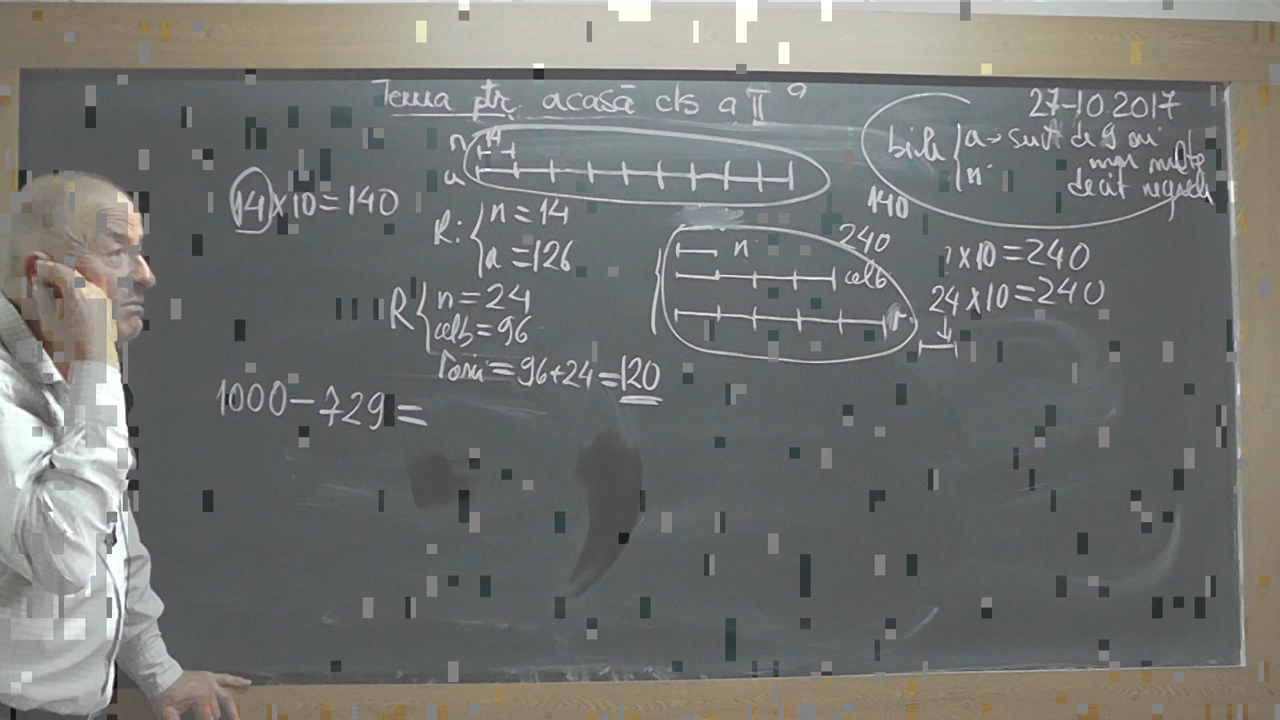 Tema ptr. acasă cls a II a
27-10.2017
n 14
a
bile { a → sunt de 9 ori
n mai multe
decât negrele
14 × 10 = 140
140
R: { n = 14
a = 126
240
n
alb
? × 10 = 240
24 × 10 = 240
R { n = 24
alb = 96
r
roșii = 96 + 24 = 120
1000 - 729 =